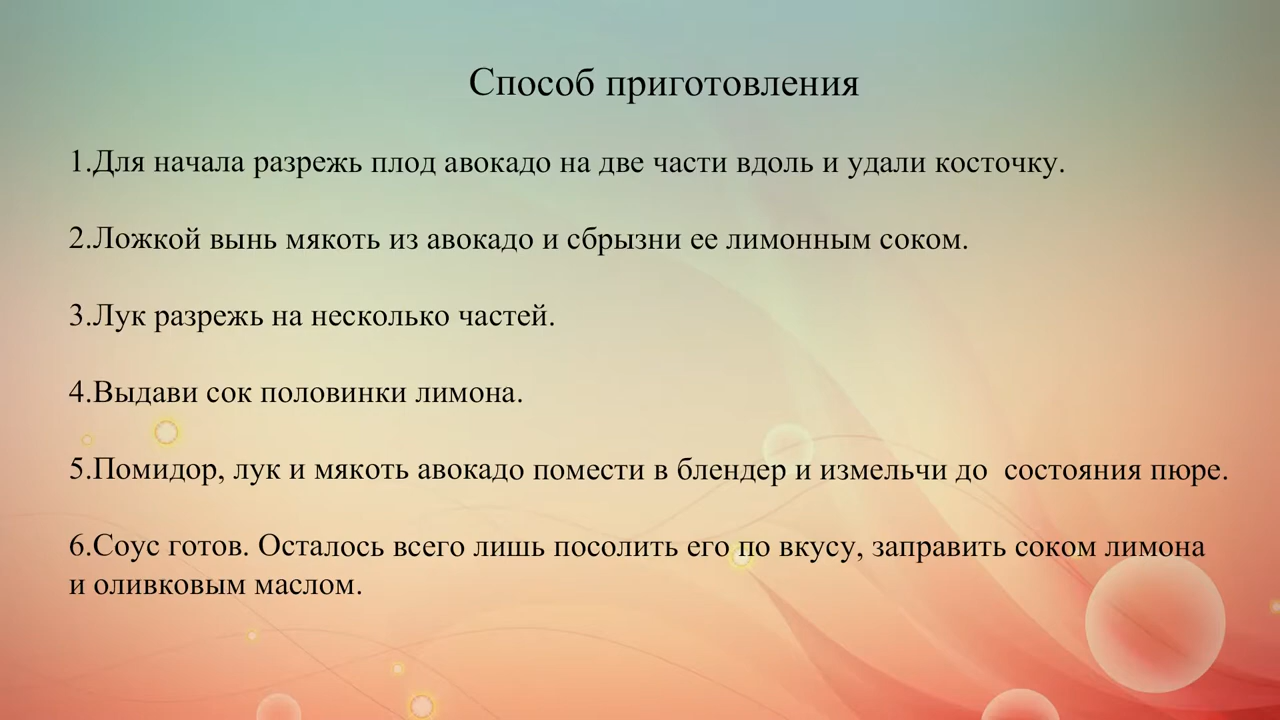 Способ приготовления
1.Для начала разрежь плод авокадо на две части вдоль и удали косточку.
2.Ложкой вынь мякоть из авокадо и сбрызни ее лимонным соком.
3.Лук разрежь на несколько частей.
4.Выдави сок половинки лимона.
5.Помидор, лук и мякоть авокадо помести в блендер и измельчи до  состояния пюре.
6.Соус готов. Осталось всего лишь посолить его по вкусу, заправить соком лимона
и оливковым маслом.